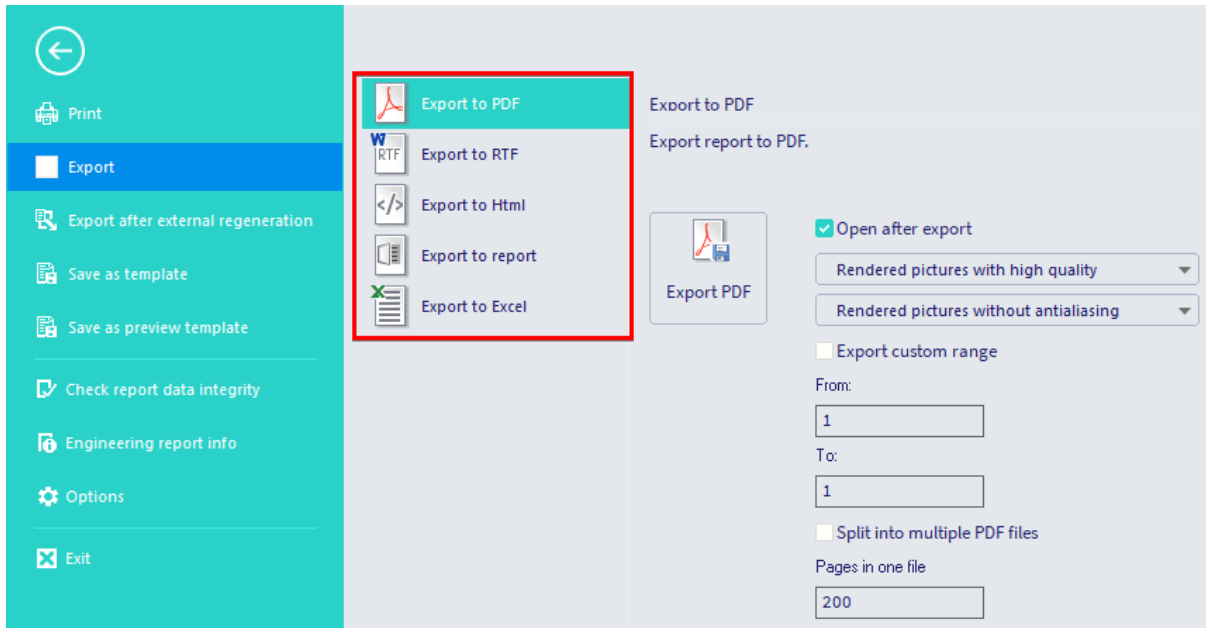 Print
Export
Export after external regeneration
Save as template
Save as preview template
Check report data integrity
Engineering report info
Options
Exit
Export to PDF
W
RTF
Export to RTF
</>
Export to Html
Export to report
X
Export to Excel
Export to PDF
Export report to PDF.
Export PDF
Open after export
Rendered pictures with high quality
Rendered pictures without antialiasing
Export custom range
From:
1
To:
1
Split into multiple PDF files
Pages in one file
200